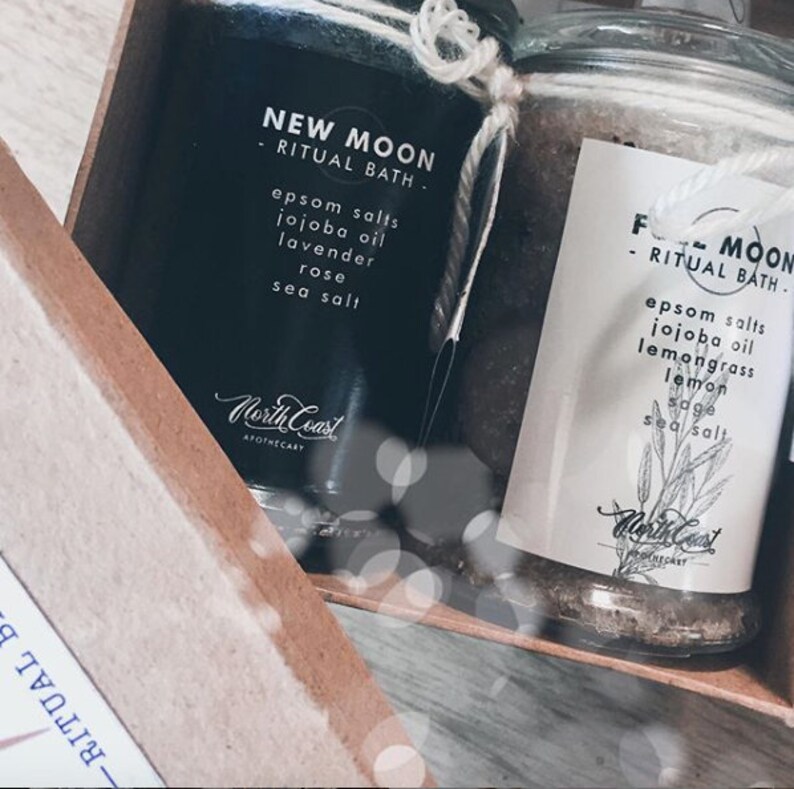 NEW MOON
- RITUAL BATH -
epsom salts
jojoba oil
lavender
rose
sea salt
North Coast
APOTHECARY
MOON
- RITUAL BATH -
epsom salts
jojoba oil
lemongrass
lemon
sage
sea salt
North Coast
APOTHECARY
—RITUAL